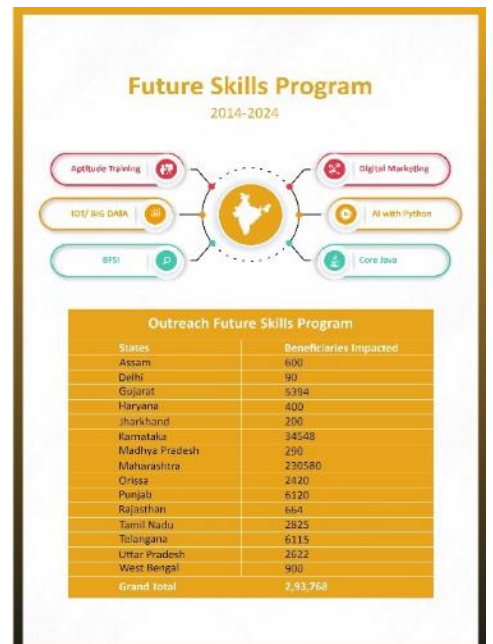 Future Skills Program
2014-2024
Aptitude Training
Digital Marketing
IOT/ BIG DATA
AI with Python
BFSI
Core Java
Outreach Future Skills Program
States Beneficiaries Impacted
Assam 600
Delhi 90
Gujarat 5394
Haryana 400
Jharkhand 200
Karnataka 34548
Madhya Pradesh 290
Maharashtra 230580
Orissa 2420
Punjab 6120
Rajasthan 664
Tamil Nadu 2825
Telangana 6115
Uttar Pradesh 2622
West Bengal 900
Grand Total 2,93,768